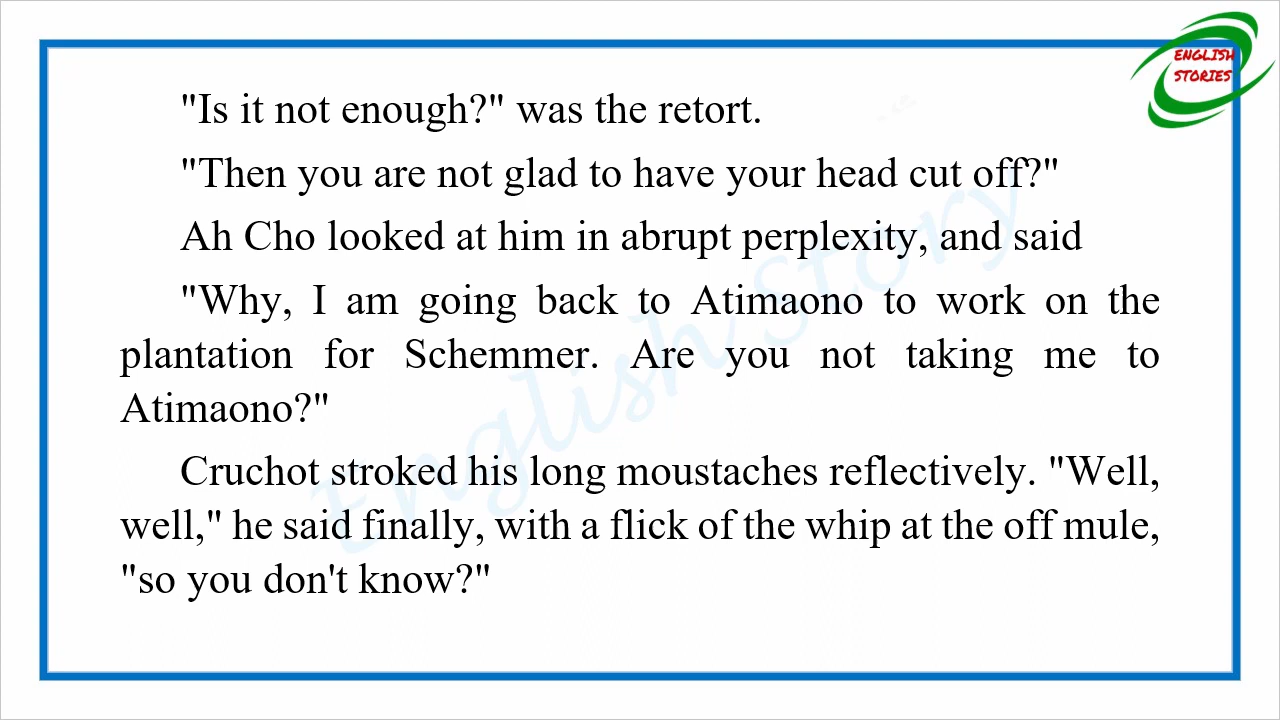 ENGLISH
STORIES
"Is it not enough?" was the retort.
"Then you are not glad to have your head cut off?"
Ah Cho looked at him in abrupt perplexity, and said
"Why, I am going back to Atimaono to work on the
plantation for Schemmer. Are you not taking me to
Atimaono?"
Cruchot stroked his long moustaches reflectively. "Well,
well," he said finally, with a flick of the whip at the off mule,
"so you don't know?"
English Story